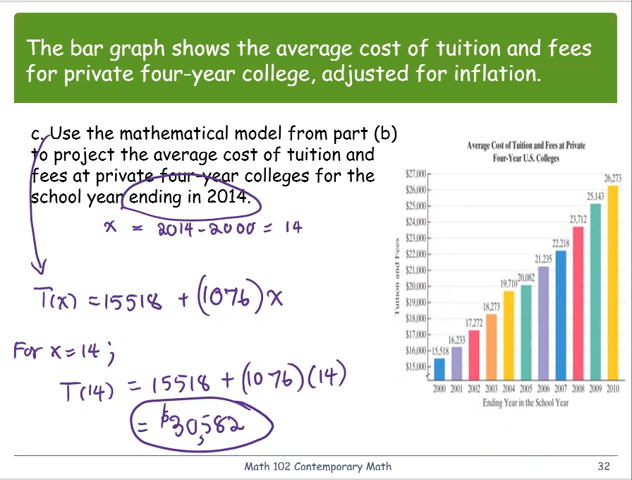 The bar graph shows the average cost of tuition and fees
for private four-year college, adjusted for inflation.
c. Use the mathematical model from part (b)
to project the average cost of tuition and
fees at private four-year colleges for the
school year ending in 2014.
x = 2014 - 2000 = 14
T(x) = 15518 + (1076) x
For x = 14 ;
T(14) = 15518 + (1076) (14)
= $30,582
Average Cost of Tuition and Fees at Private
Four-Year U.S. Colleges
Tuition and Fees
$27,000
$26,000
$25,000
$24,000
$23,000
$22,000
$21,000
$20,000
$19,000
$18,000
$17,000
$16,000
$15,000
15,518
16,233
17,272
18,273
19,710
20,082
21,235
22,218
23,712
25,143
26,273
2000 2001 2002 2003 2004 2005 2006 2007 2008 2009 2010
Ending Year in the School Year
Math 102 Contemporary Math
32